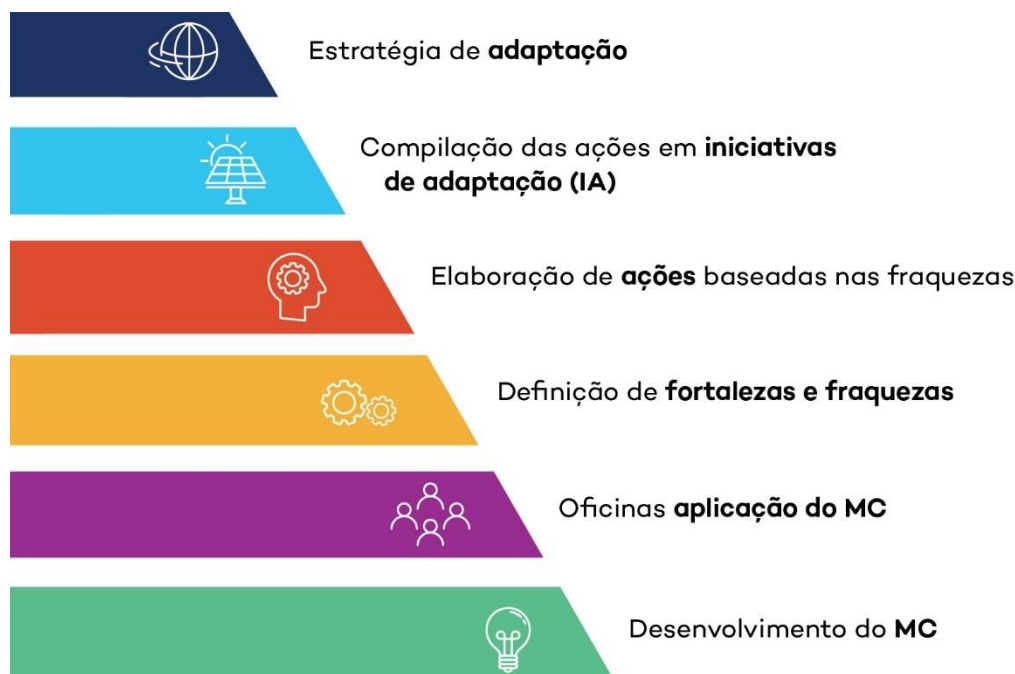 Estratégia de adaptação
Compilação das ações em iniciativas
de adaptação (IA)
Elaboração de ações baseadas nas fraquezas
Definição de fortalezas e fraquezas
Oficinas aplicação do MC
Desenvolvimento do MC